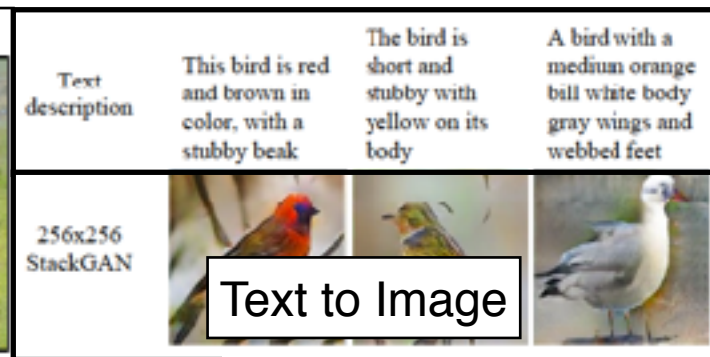 Text
description
This bird is red
and brown in
color, with a
stubby beak
The bird is
short and
stubby with
yellow on its
body
A bird with a
medium orange
bill white body
gray wings and
webbed feet
256x256
StackGAN
Text to Image